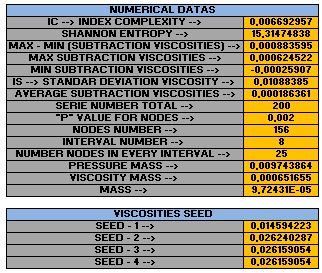 NUMERICAL DATAS
IC --> INDEX COMPLEXITY --> 0,006692957
SHANNON ENTROPY --> 15,31474838
MAX - MIN (SUBTRACTION VISCOSITIES) --> 0,000883595
MAX SUBTRACTION VISCOSITIES --> 0,000624522
MIN SUBTRACTION VISCOSITIES --> -0,00025907
IS --> STANDAR DEVIATION VISCOSITY --> 0,01088385
AVERAGE SUBTRACTION VISCOSITIES --> 0,000186361
SERIE NUMBER TOTAL --> 200
"P" VALUE FOR NODES --> 0,002
NODES NUMBER --> 156
INTERVAL NUMBER --> 8
NUMBER NODES IN EVERY INTERVAL --> 25
PRESSURE MASS --> 0,009743864
VISCOSITY MASS --> 0,000651655
MASS --> 9,72431E-05
VISCOSITIES SEED
SEED - 1 --> 0,014594223
SEED - 2 --> 0,026240287
SEED - 3 --> 0,026159054
SEED - 4 --> 0,026159054